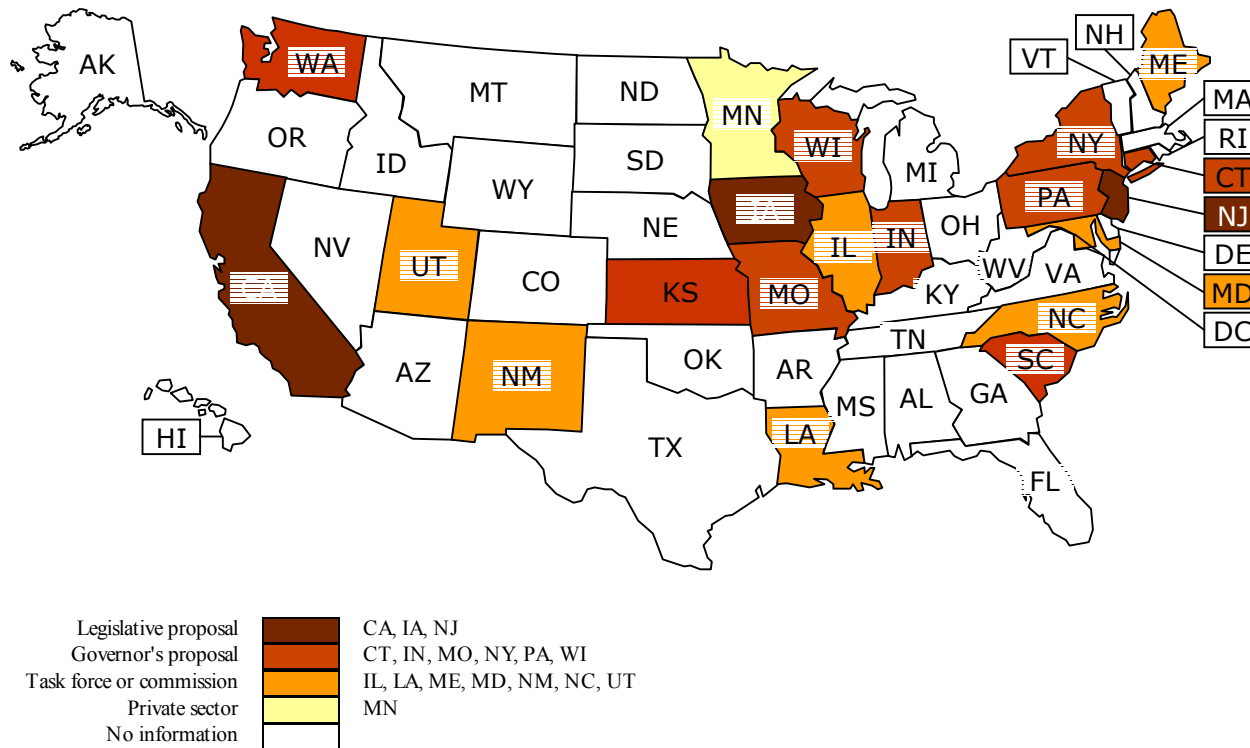 AK
WA
MT
ND
MN
OR
ID
WY
SD
WI
MI
NY
VT
NH
ME
MA
RI
CT
NJ
DE
MD
DC
NV
UT
CO
NE
IA
IL
IN
OH
PA
WV
VA
KY
CA
AZ
NM
KS
MO
OK
AR
TN
NC
SC
TX
LA
MS
AL
GA
FL
HI
Legislative proposal CA, IA, NJ
Governor's proposal CT, IN, MO, NY, PA, WI
Task force or commission IL, LA, ME, MD, NM, NC, UT
Private sector MN
No information